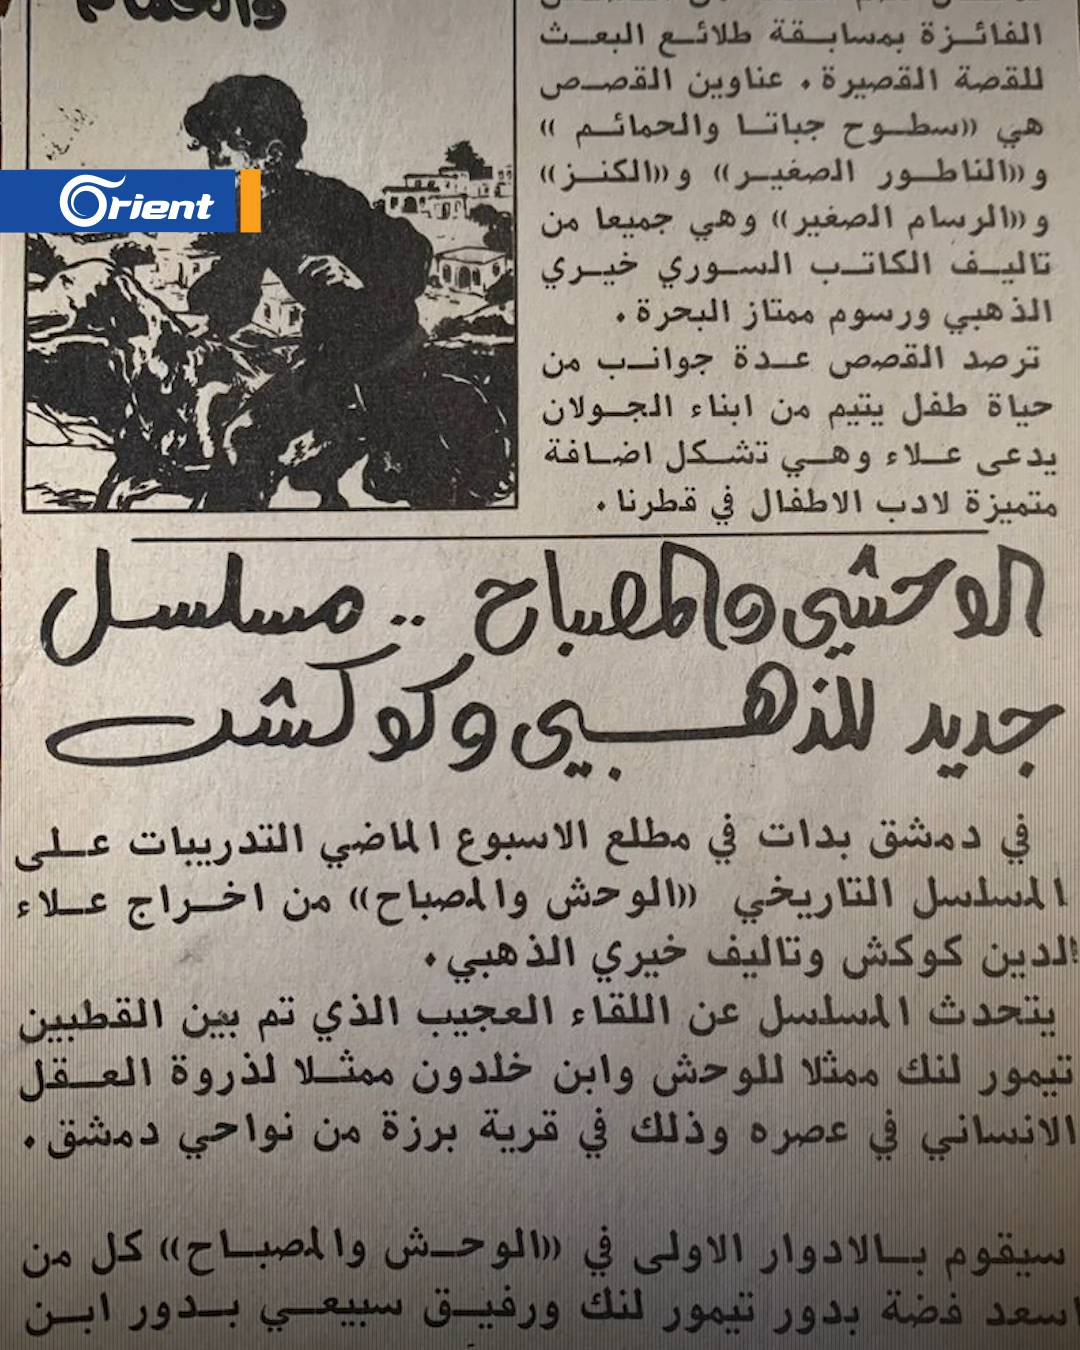 والحمائم
Orient
الفائـزة بمسابـقة طلائـع البعـث
للقصة القصيرة . عناوين القصـص
هي ((سطـوح جباتـا والحمائـم ))
و ((الناطـور الصغيـر)) و ((الكنـز))
و ((الرسام الصغير)) وهي جميعا من
تاليـف الكاتـب السـوري خيـري
الذهبي ورسوم ممتاز البحرة .
ترصد القصص عـدة جوانـب من
حياة طفل يتيم من ابناء الجـولان
يدعى عـلاء وهـي تشـكل اضـافة
متميزة لادب الاطفال في قطرنا .
الوحش والمصباح .. مسلسل
جديد للذهبي وكوكش
في دمشق بدات في مطلع الاسبوع الماضي التدريبات علـى
المسلسل التاريخي ((الوحش والمصباح)) من اخـراج عـلاء
الدين كوكش وتاليف خيري الذهبي .
يتحدث المسلسل عن اللقاء العجيب الذي تم بين القطبين
تيمور لنك ممثلا للوحش وابن خلدون ممثـلا لذروة العـقل
الانساني في عصره وذلك في قرية برزة من نواحي دمشق .
سيقوم بـالادوار الاولى في ((الوحـش والمصبـاح)) كل من
اسعد فضة بدور تيمور لنك ورفيـق سبيعـي بـدور ابـن